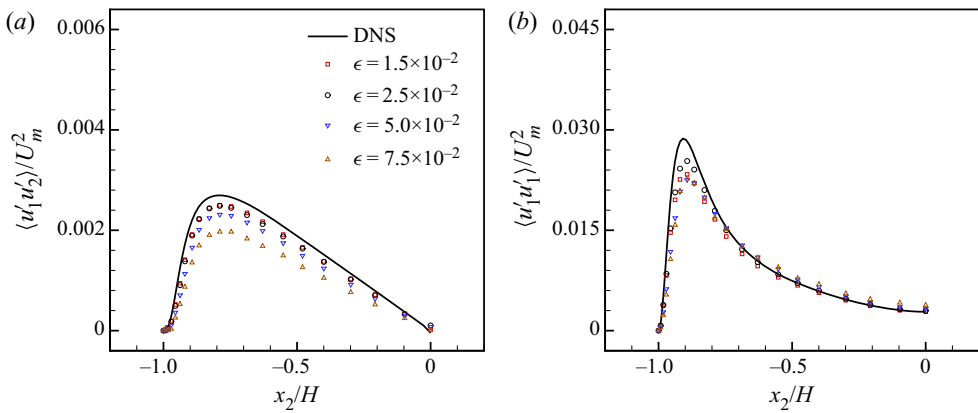 (a)
0.006
0.004
0.002
0
⟨u′₁u′₂⟩/U²ₘ
−1.0
−0.5
0
x₂/H
DNS
ϵ = 1.5×10⁻²
ϵ = 2.5×10⁻²
ϵ = 5.0×10⁻²
ϵ = 7.5×10⁻²
(b)
0.045
0.030
0.015
0
⟨u′₁u′₁⟩/U²ₘ
−1.0
−0.5
0
x₂/H